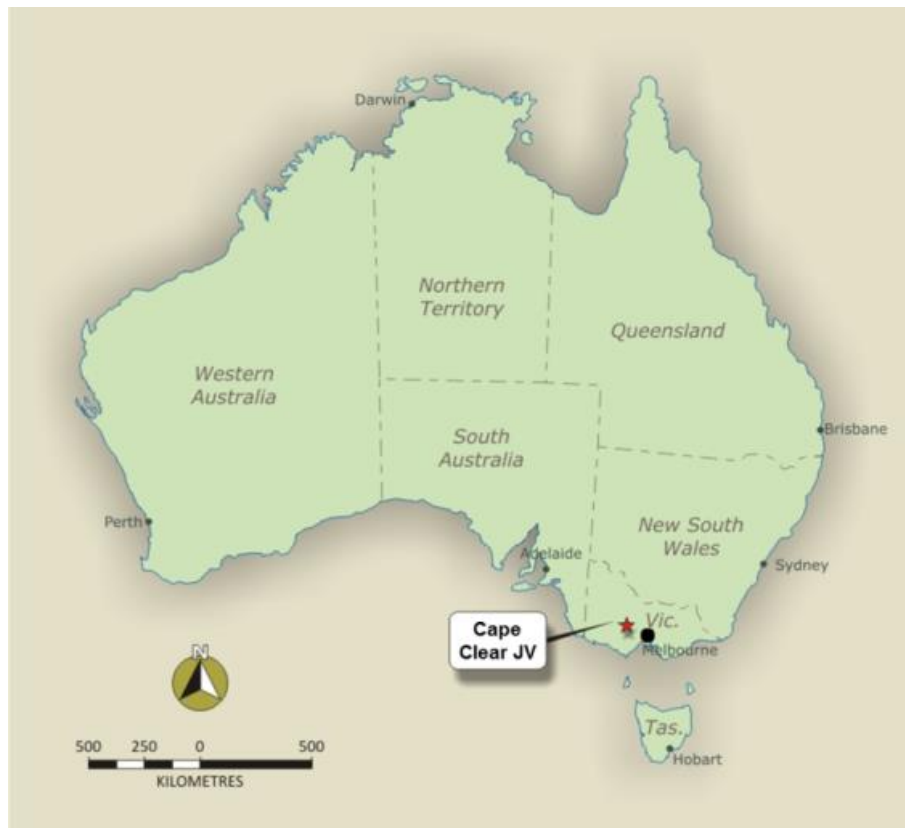 Darwin
Northern
Territory
Queensland
Western
Australia
South
Australia
Brisbane
Perth
New South
Wales
Adelaide
Sydney
Cape
Clear JV
Vic.
Melbourne
N
Tas.
Hobart
500 250 0 500
KILOMETRES